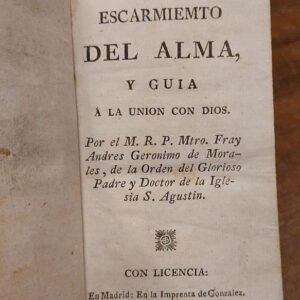 ESCARMIEMTO
DEL ALMA,
Y GUIA
À LA UNION CON DIOS.
Por el M. R. P. Mtro. Fray
Andres Geronimo de Mora-
les, de la Orden del Glorioso
Padre y Doctor de la Igle-
sia S. Agustin.
CON LICENCIA:
En Madrid: En la Imprenta de Gonzalez.